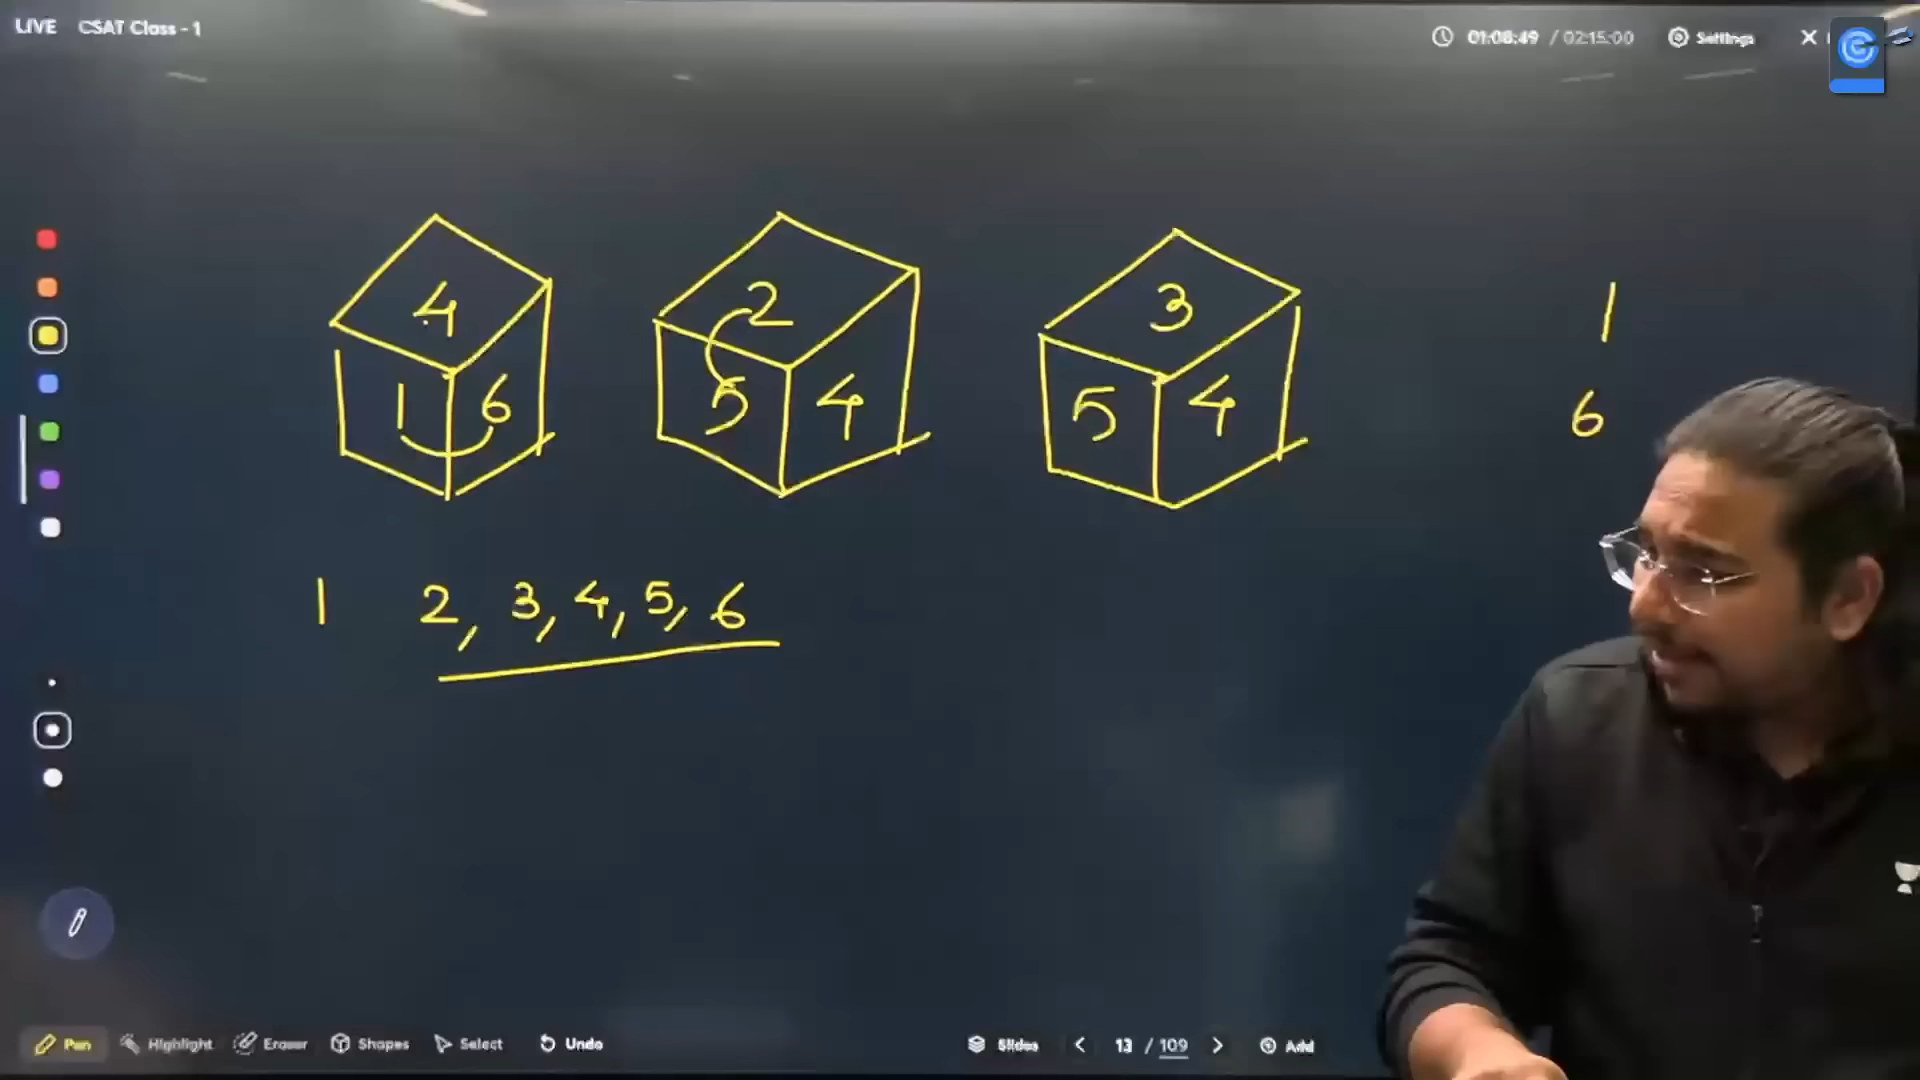 LIVE CSAT Class - 1
01:08:49 / 02:15:00 Settings
4
1 6
2
5 4
3
5 4
1
6
1 2, 3, 4, 5, 6
Pen Highlight Eraser Shapes Select Undo
Slides 13 / 109 Add